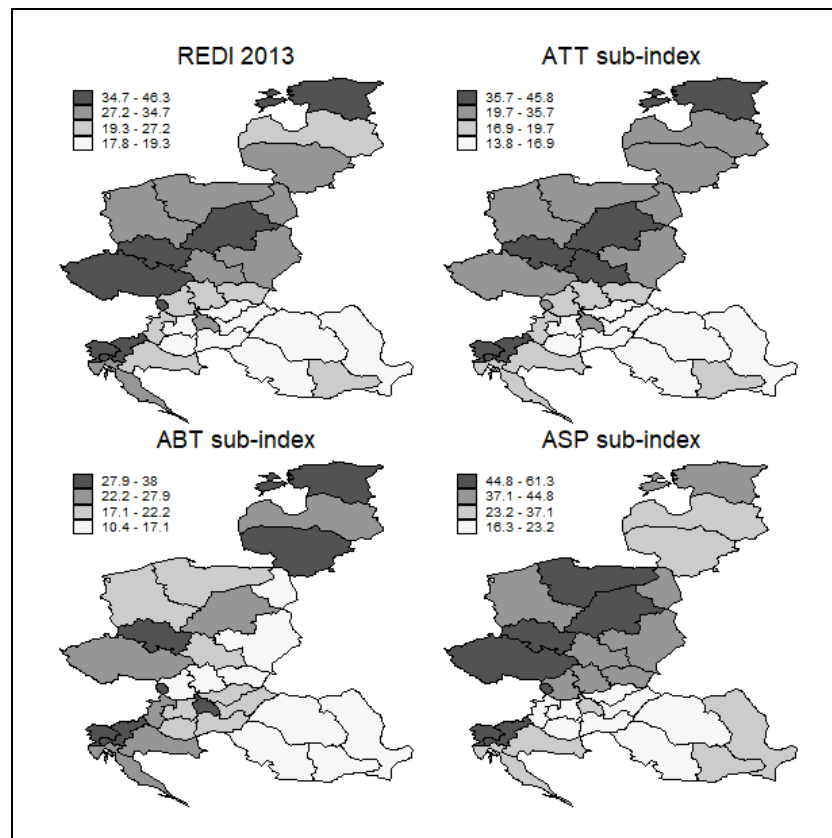 REDI 2013
34.7 - 46.3
27.2 - 34.7
19.3 - 27.2
17.8 - 19.3
ATT sub-index
35.7 - 45.8
19.7 - 35.7
16.9 - 19.7
13.8 - 16.9
ABT sub-index
27.9 - 38
22.2 - 27.9
17.1 - 22.2
10.4 - 17.1
ASP sub-index
44.8 - 61.3
37.1 - 44.8
23.2 - 37.1
16.3 - 23.2